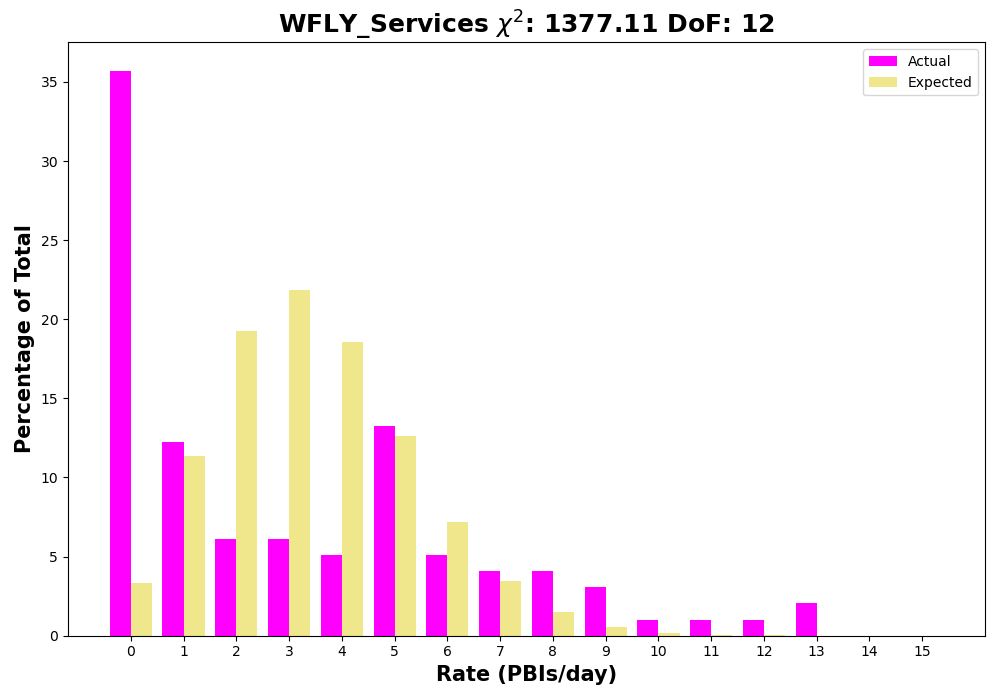 WFLY_Services χ²: 1377.11 DoF: 12
Actual
Expected
Percentage of Total
35
30
25
20
15
10
5
0
0 1 2 3 4 5 6 7 8 9 10 11 12 13 14 15
Rate (PBIs/day)